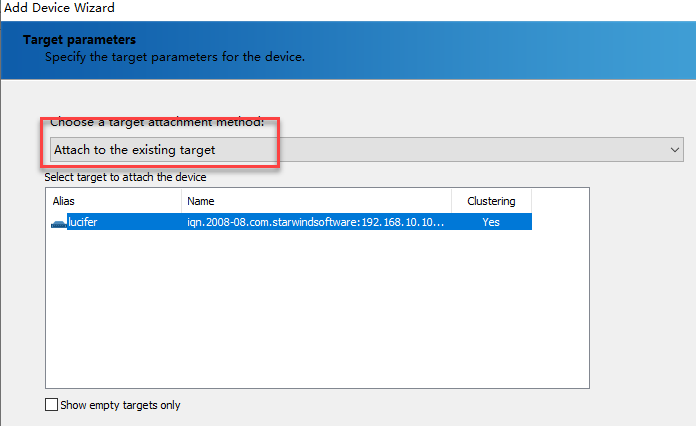 Add Device Wizard
Target parameters
Specify the target parameters for the device.
Choose a target attachment method:
Attach to the existing target
Select target to attach the device
Alias Name Clustering
lucifer iqn.2008-08.com.starwindsoftware:192.168.10.10... Yes
Show empty targets only